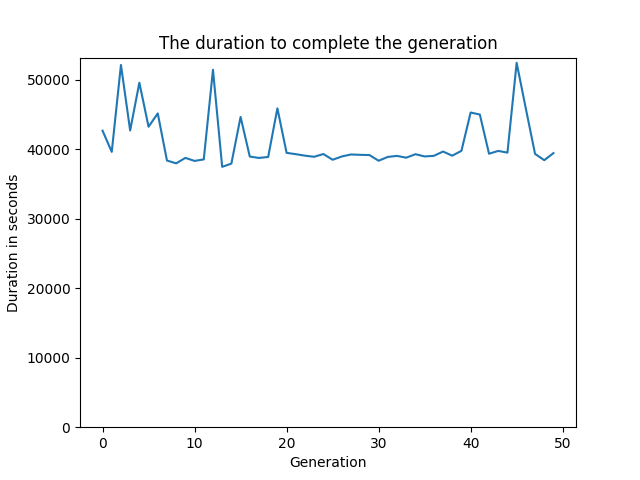 The duration to complete the generation
50000
40000
30000
20000
10000
0
Duration in seconds
0 10 20 30 40 50
Generation